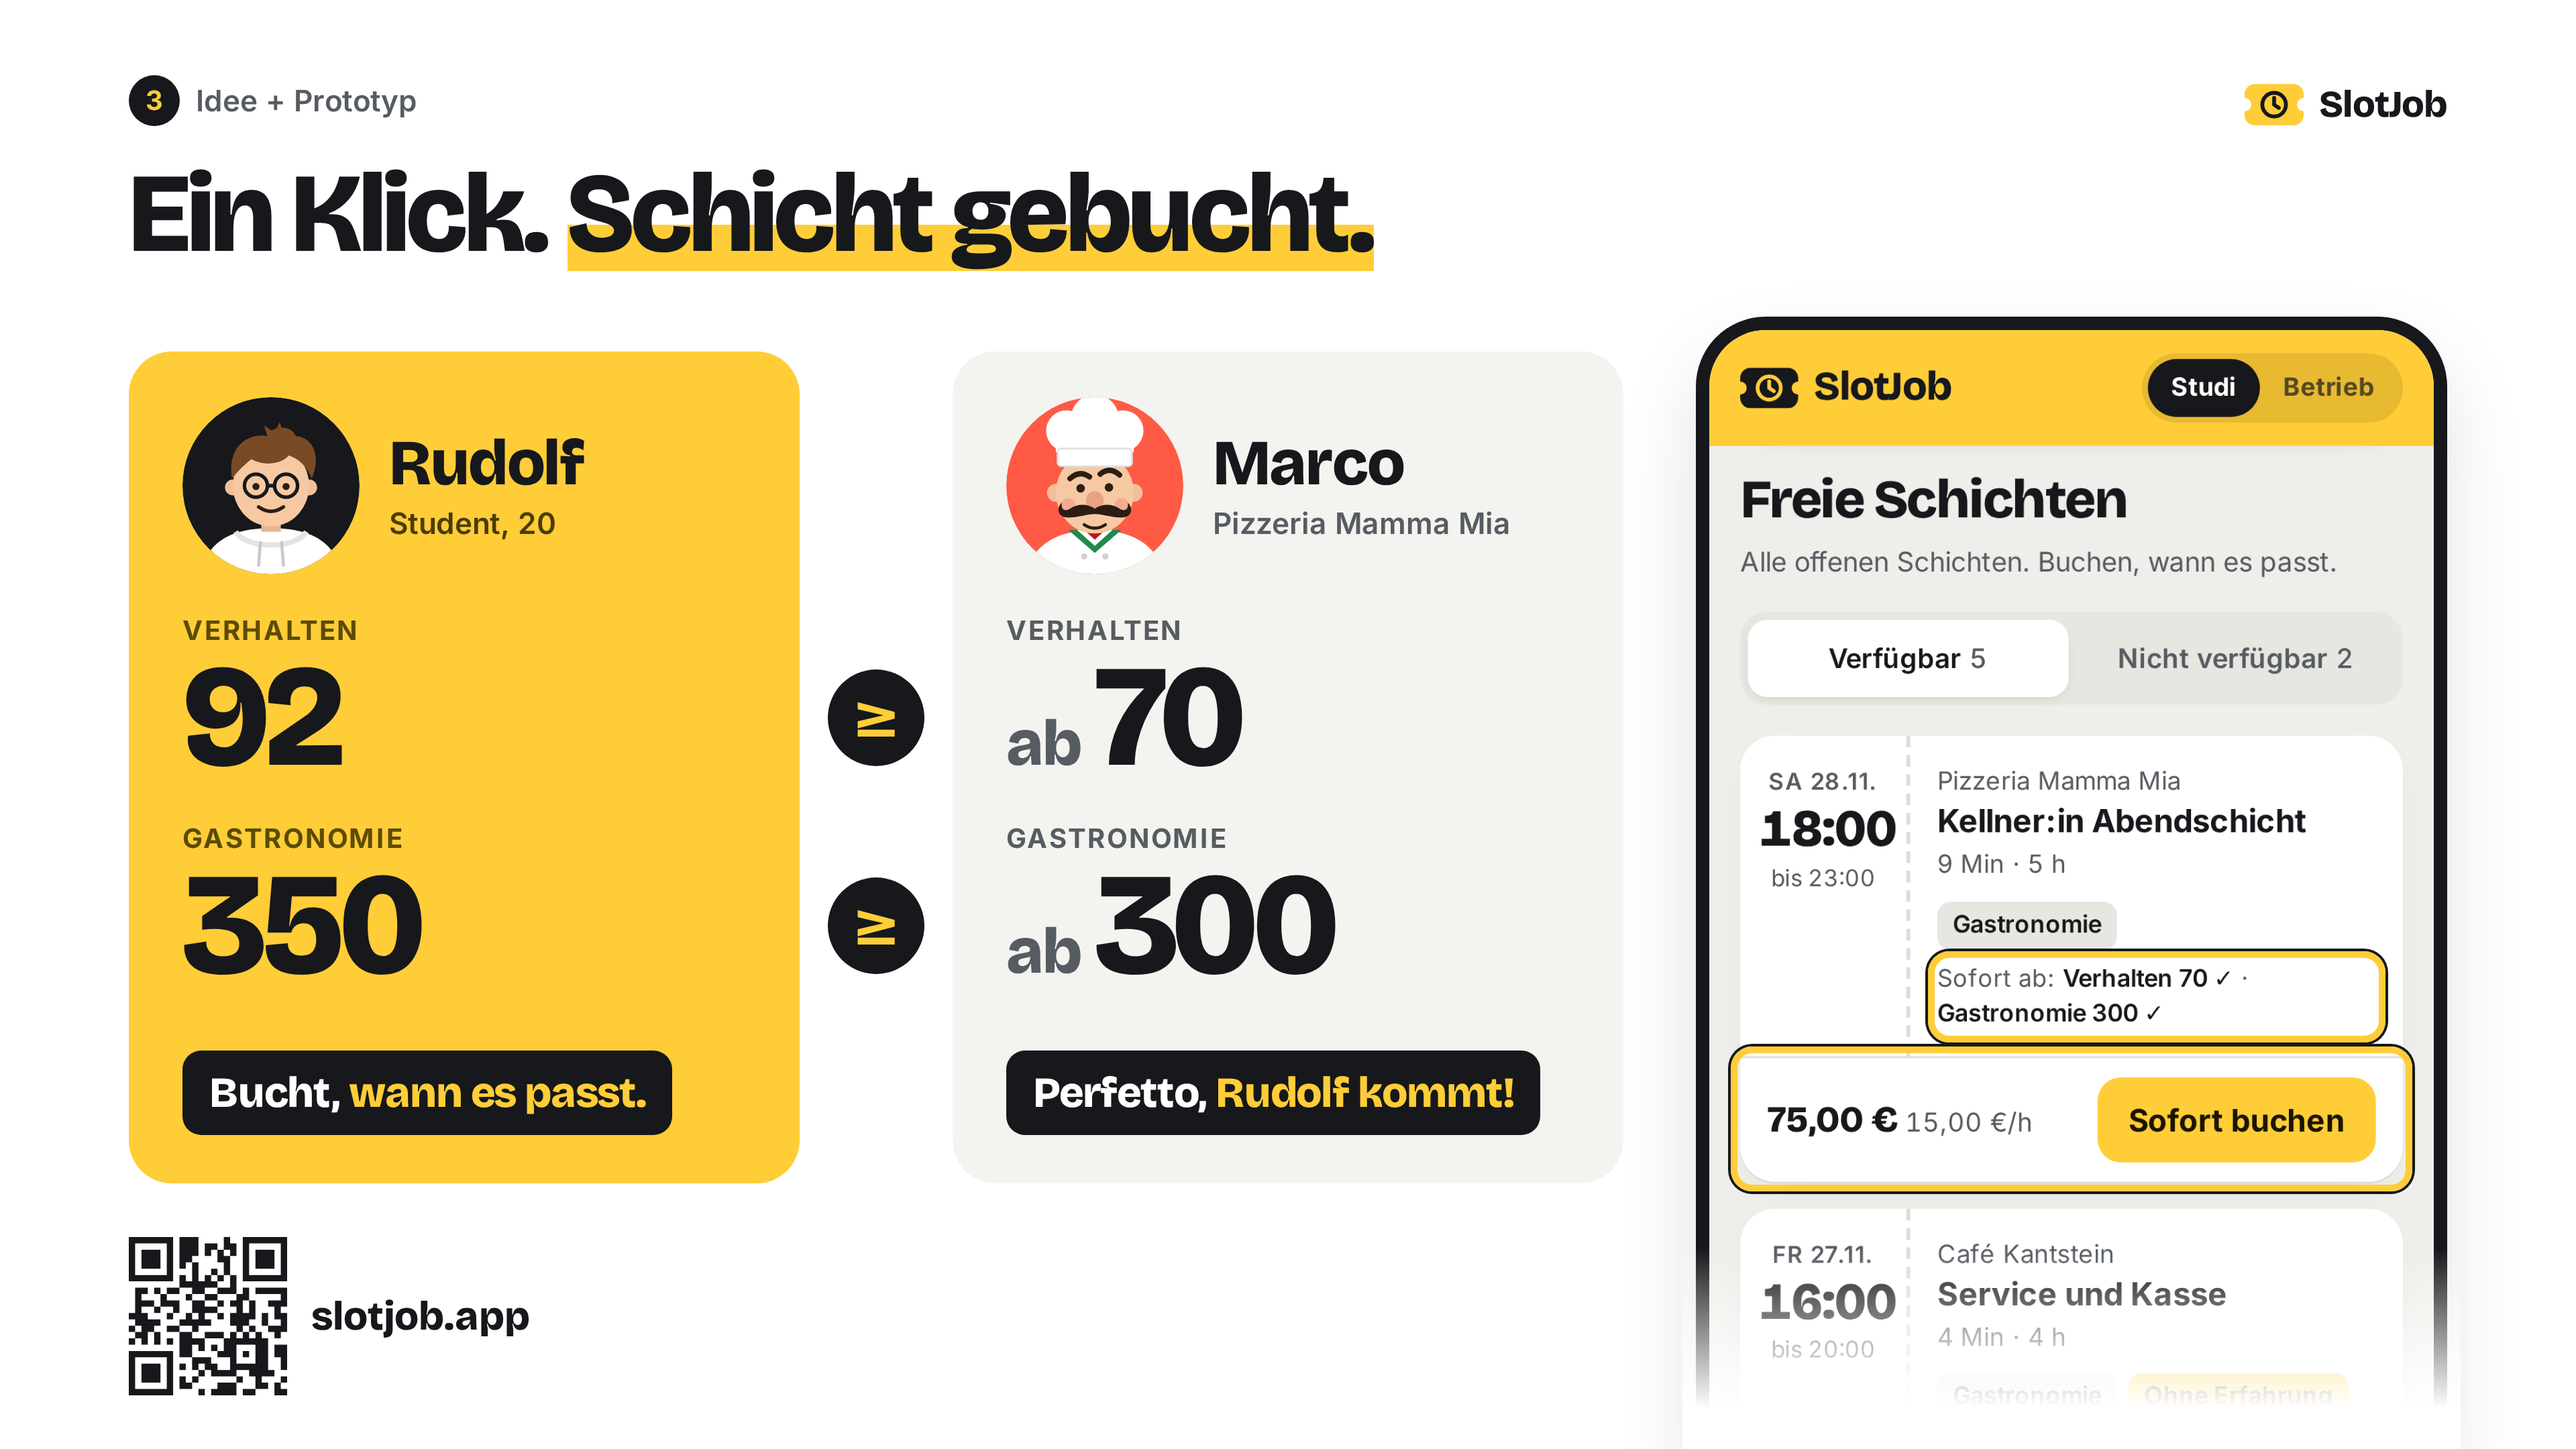 3 Idee + Prototyp
SlotJob
Ein Klick. Schicht gebucht.
Rudolf
Student, 20
VERHALTEN
92
GASTRONOMIE
350
Bucht, wann es passt.
≥
≥
Marco
Pizzeria Mamma Mia
VERHALTEN
ab 70
GASTRONOMIE
ab 300
Perfetto, Rudolf kommt!
SlotJob
Studi Betrieb
Freie Schichten
Alle offenen Schichten. Buchen, wann es passt.
Verfügbar 5 Nicht verfügbar 2
SA 28.11.
18:00
bis 23:00
Pizzeria Mamma Mia
Kellner:in Abendschicht
9 Min · 5 h
Gastronomie
Sofort ab: Verhalten 70 ✓ ·
Gastronomie 300 ✓
75,00 € 15,00 €/h
Sofort buchen
FR 27.11.
16:00
bis 20:00
Café Kantstein
Service und Kasse
4 Min · 4 h
Gastronomie Ohne Erfahrung
slotjob.app